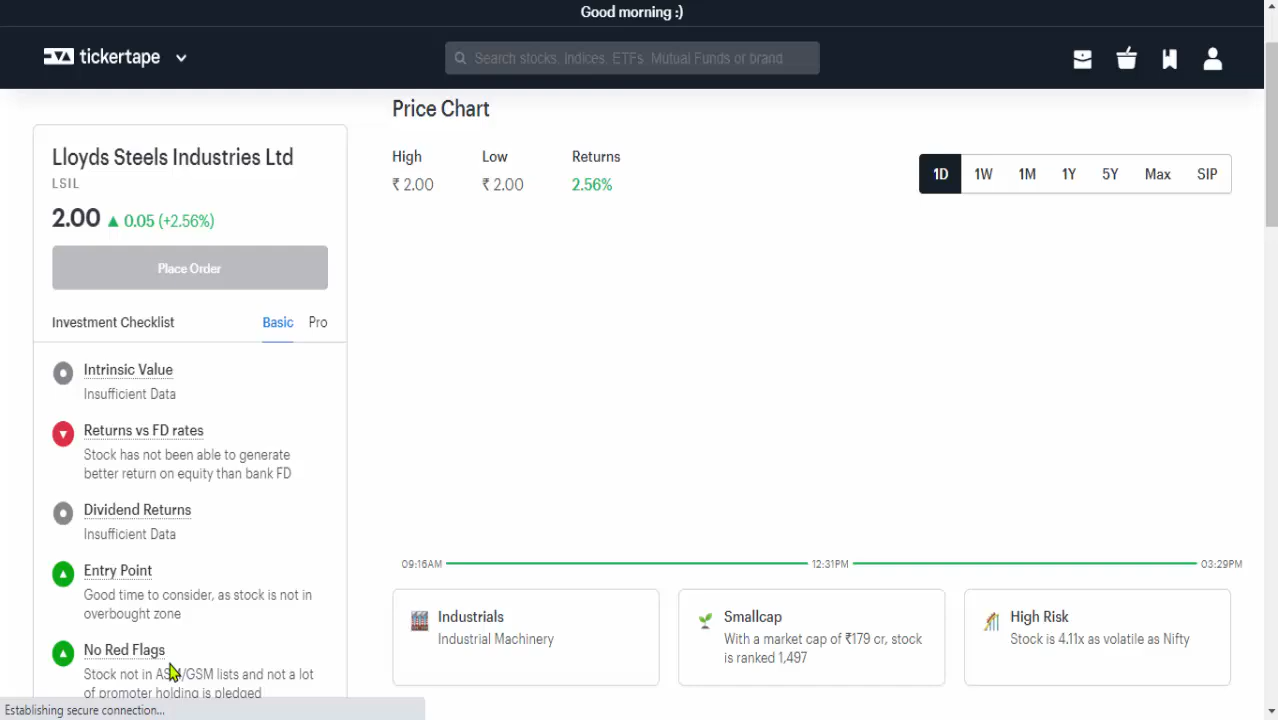 Good morning :)
tickertape
Search stocks, Indices, ETFs, Mutual Funds or brand
Lloyds Steels Industries Ltd
LSIL
2.00 ▲ 0.05 (+2.56%)
Place Order
Investment Checklist Basic Pro
Intrinsic Value
Insufficient Data
Returns vs FD rates
Stock has not been able to generate
better return on equity than bank FD
Dividend Returns
Insufficient Data
Entry Point
Good time to consider, as stock is not in
overbought zone
No Red Flags
Stock not in /GSM lists and not a lot
of promoter holding is pledged
Price Chart
High Low Returns
₹ 2.00 ₹ 2.00 2.56%
1D 1W 1M 1Y 5Y Max SIP
09:16AM 12:31PM 03:29PM
Industrials
Industrial Machinery
Smallcap
With a market cap of ₹179 cr, stock
is ranked 1,497
High Risk
Stock is 4.11x as volatile as Nifty
Establishing secure connection...